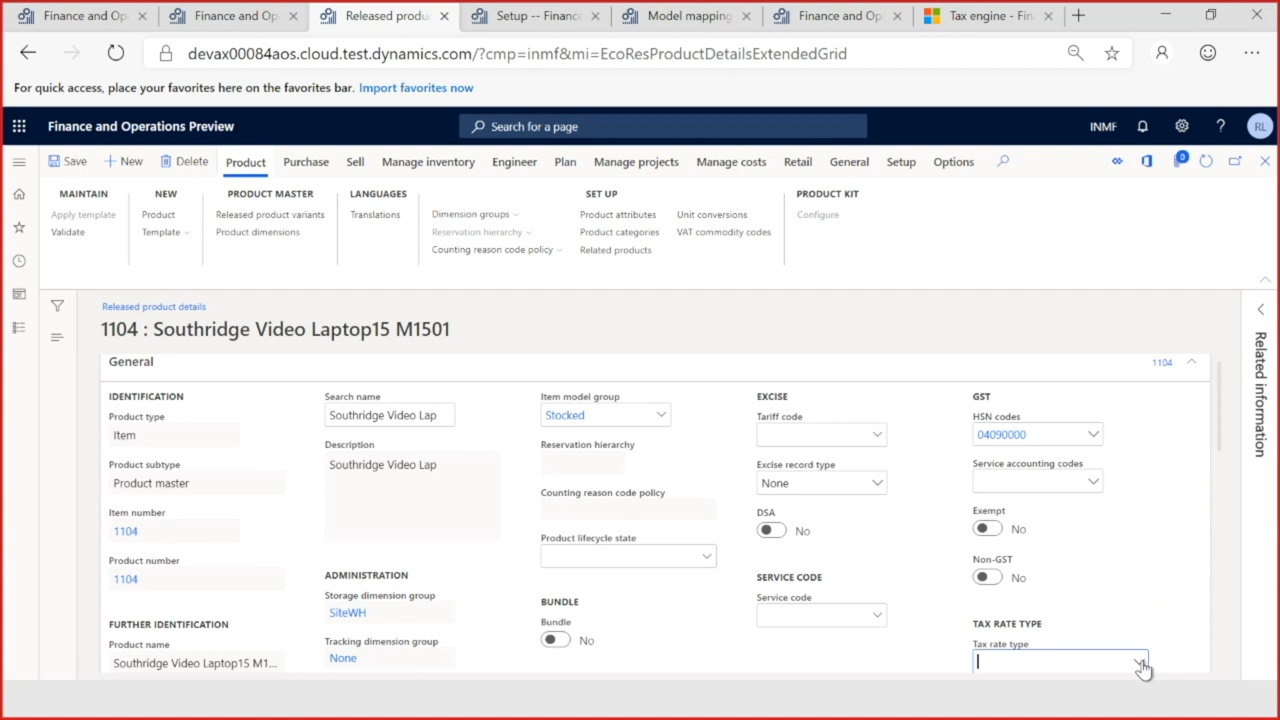 Finance and Op
Finance and Op
Released produ
Setup -- Financ
Model mapping
Finance and Op
Tax engine - Fin
devax00084aos.cloud.test.dynamics.com/?cmp=inmf&mi=EcoResProductDetailsExtendedGrid
For quick access, place your favorites here on the favorites bar. Import favorites now
Finance and Operations Preview
Search for a page
INMF
?
RL
Save
New
Delete
Product
Purchase
Sell
Manage inventory
Engineer
Plan
Manage projects
Manage costs
Retail
General
Setup
Options
0
MAINTAIN
Apply template
Validate
NEW
Product
Template
PRODUCT MASTER
Released product variants
Product dimensions
LANGUAGES
Translations
Dimension groups
Reservation hierarchy
Counting reason code policy
SET UP
Product attributes
Product categories
Related products
Unit conversions
VAT commodity codes
PRODUCT KIT
Configure
Released product details
1104 : Southridge Video Laptop15 M1501
Related information
General
1104
IDENTIFICATION
Product type
Item
Product subtype
Product master
Item number
1104
Product number
1104
FURTHER IDENTIFICATION
Product name
Southridge Video Laptop15 M1...
Search name
Southridge Video Lap
Description
Southridge Video Lap
ADMINISTRATION
Storage dimension group
SiteWH
Tracking dimension group
None
Item model group
Stocked
Reservation hierarchy
Counting reason code policy
Product lifecycle state
BUNDLE
Bundle
No
EXCISE
Tariff code
Excise record type
None
DSA
No
SERVICE CODE
Service code
GST
HSN codes
04090000
Service accounting codes
Exempt
No
Non-GST
No
TAX RATE TYPE
Tax rate type